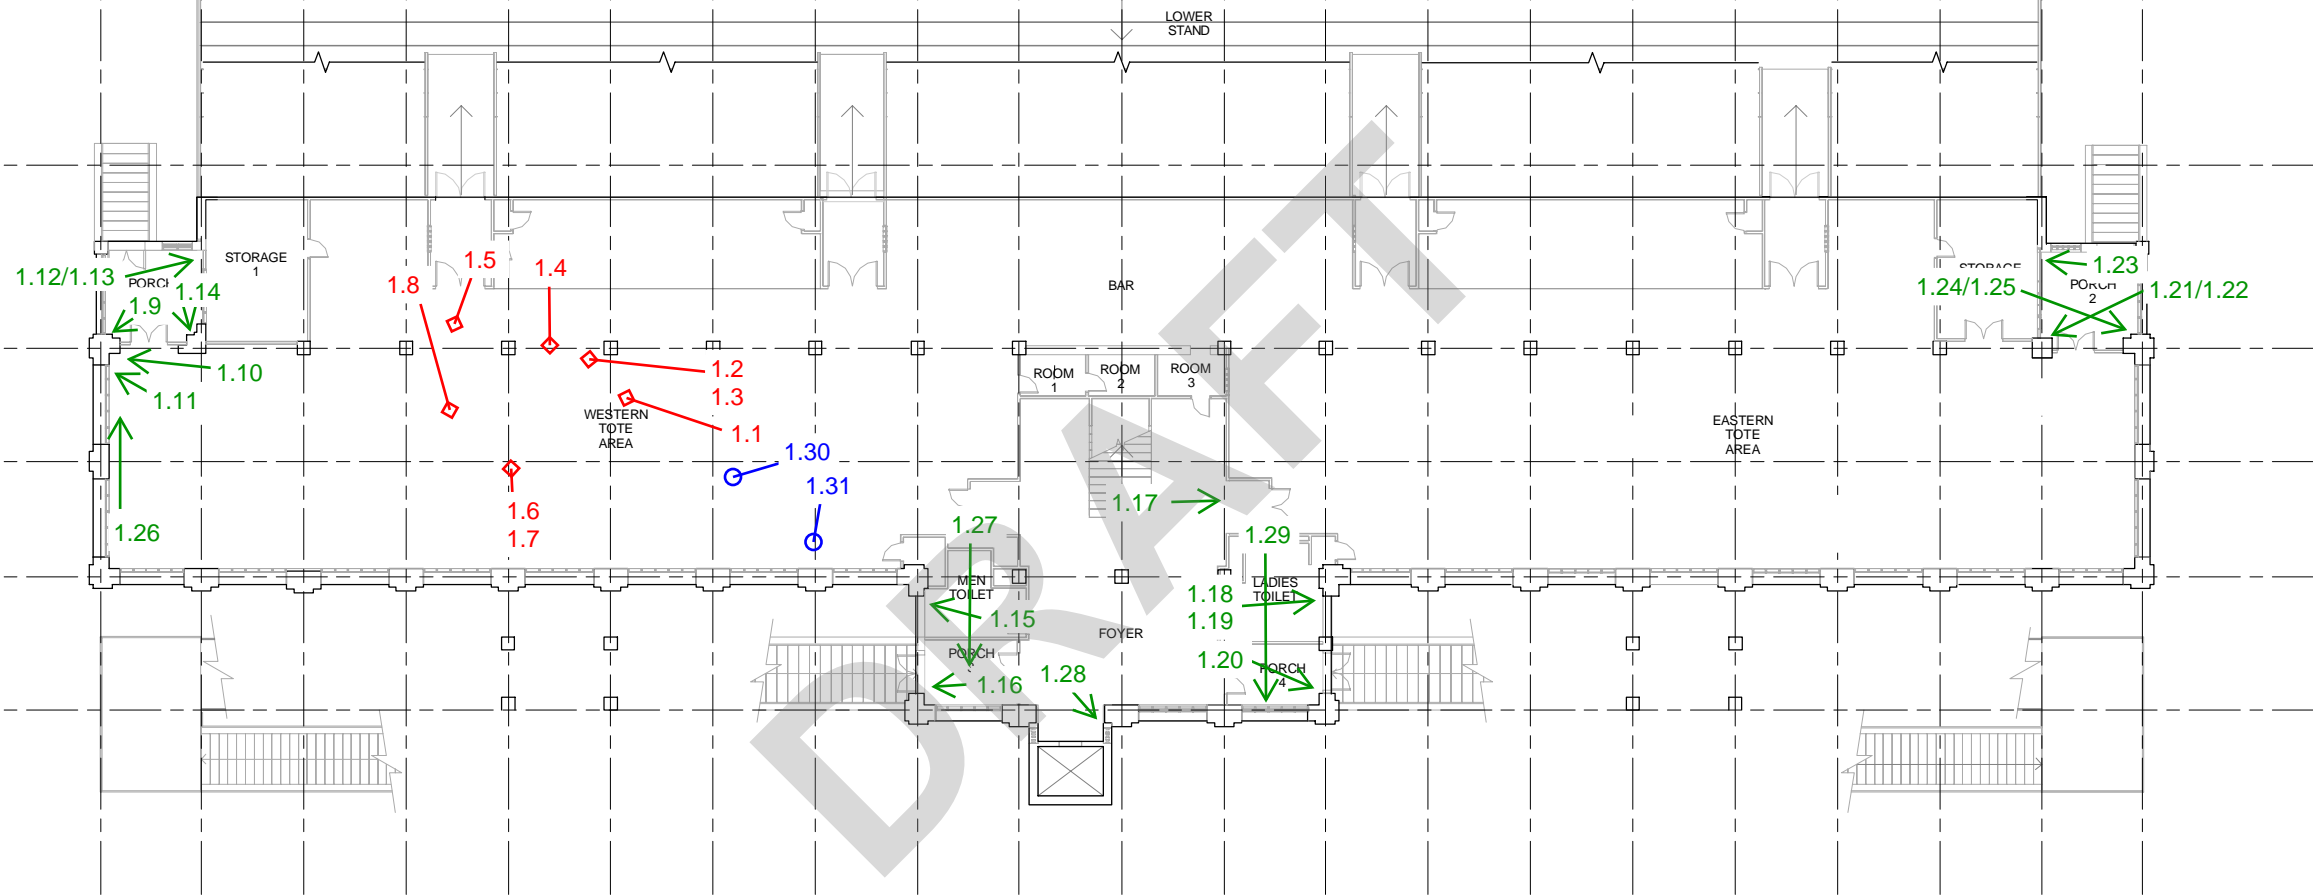 LOWER
STAND
STORAGE
1
1.12/1.13
PORCH
1.14
1.9
1.5
1.4
1.8
BAR
STORAGE
1.23
1.24/1.25
PORCH
2
1.21/1.22
1.10
1.11
1.2
1.3
1.1
ROOM
1
ROOM
2
ROOM
3
WESTERN
TOTE
AREA
EASTERN
TOTE
AREA
1.30
1.31
1.26
1.6
1.7
1.17
1.27
1.29
MEN
TOILET
LADIES
TOILET
1.18
1.19
1.15
FOYER
PORCH
1.16
1.28
1.20
PORCH
4
DRAFT